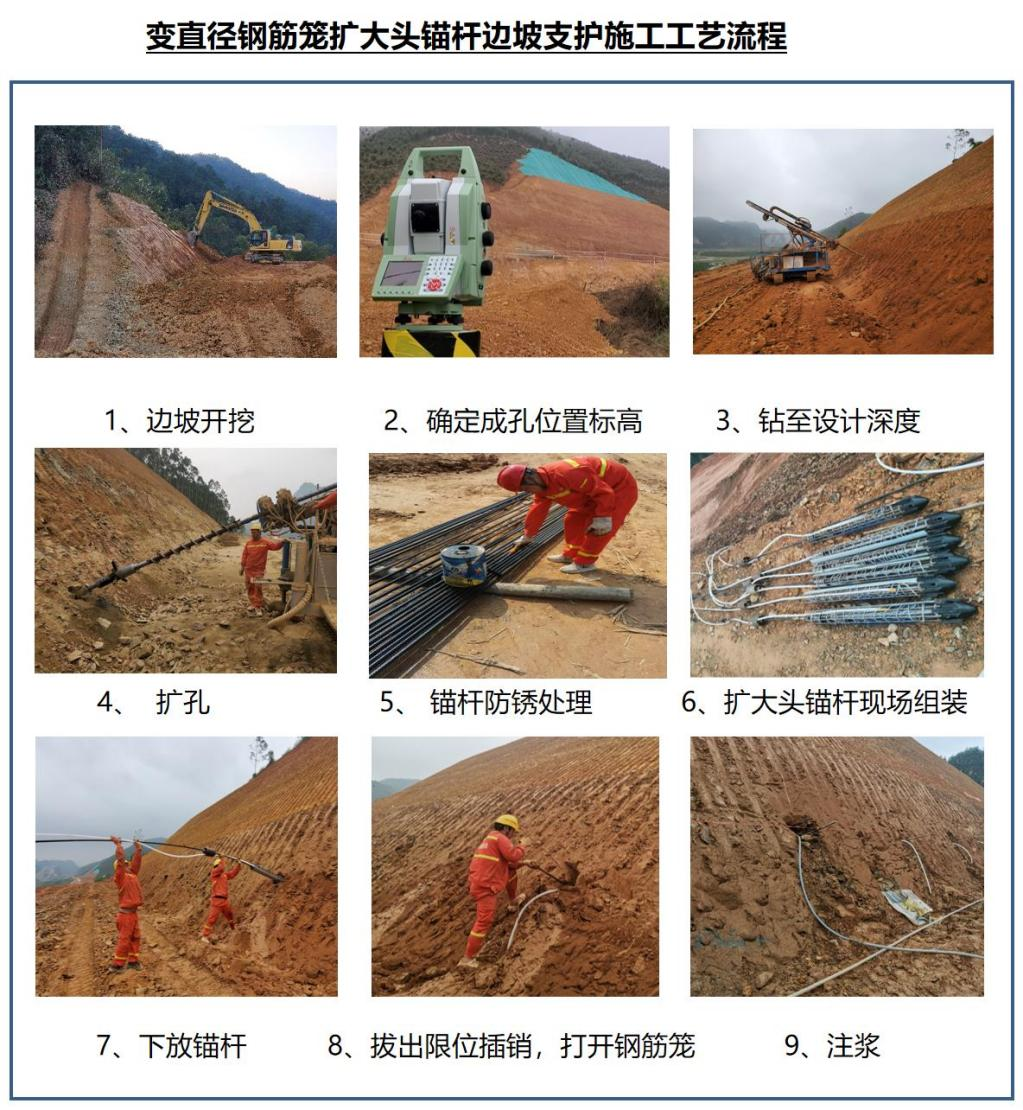 变直径钢筋笼扩大头锚杆边坡支护施工工艺流程
1、边坡开挖
2、确定成孔位置标高
3、钻至设计深度
4、 扩孔
5、 锚杆防锈处理
6、扩大头锚杆现场组装
7、下放锚杆
8、拔出限位插销，打开钢筋笼
9、注浆